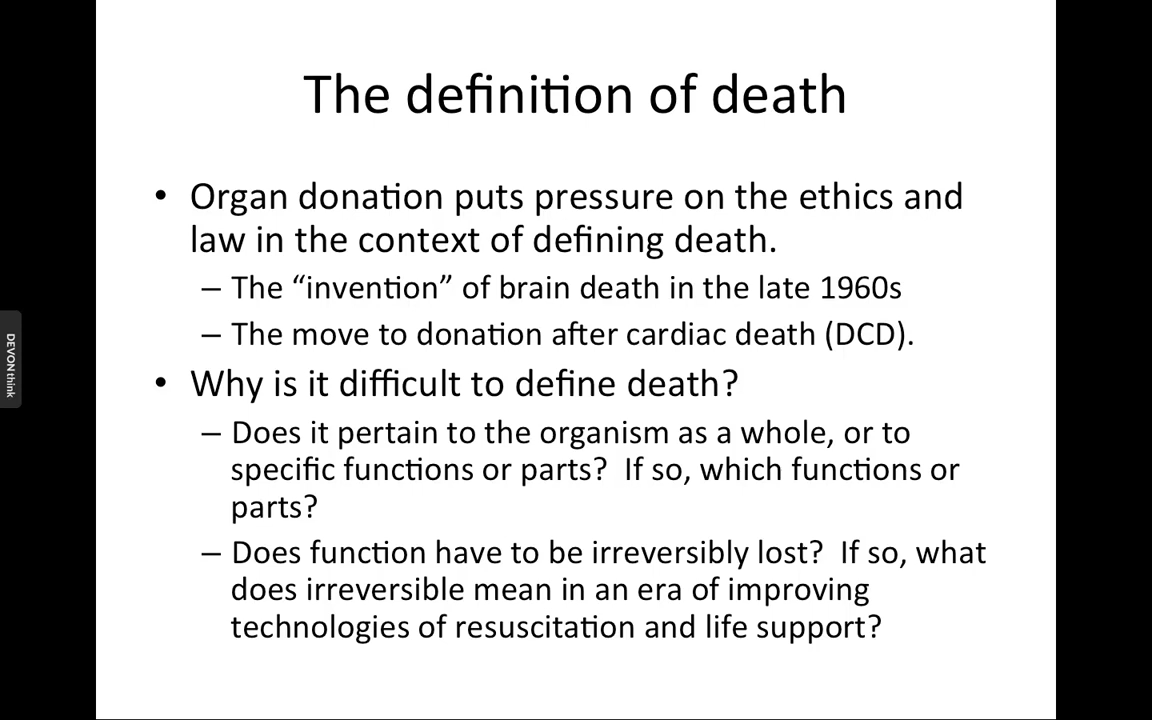 The definition of death
• Organ donation puts pressure on the ethics and
law in the context of defining death.
– The “invention” of brain death in the late 1960s
– The move to donation after cardiac death (DCD).
• Why is it difficult to define death?
– Does it pertain to the organism as a whole, or to
specific functions or parts?  If so, which functions or
parts?
– Does function have to be irreversibly lost?  If so, what
does irreversible mean in an era of improving
technologies of resuscitation and life support?
DEVONthink